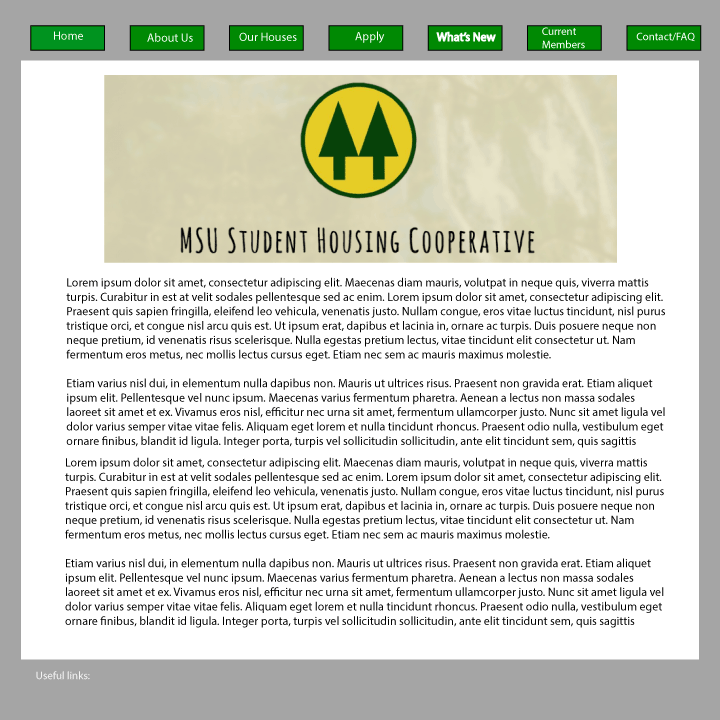 Home
About Us
Our Houses
Apply
What's New
Current
Members
Contact/FAQ
MSU Student Housing Cooperative
Lorem ipsum dolor sit amet, consectetur adipiscing elit. Maecenas diam mauris, volutpat in neque quis, viverra mattis
turpis. Curabitur in est at velit sodales pellentesque sed ac enim. Lorem ipsum dolor sit amet, consectetur adipiscing elit.
Praesent quis sapien fringilla, eleifend leo vehicula, venenatis justo. Nullam congue, eros vitae luctus tincidunt, nisl purus
tristique orci, et congue nisl arcu quis est. Ut ipsum erat, dapibus et lacinia in, ornare ac turpis. Duis posuere neque non
neque pretium, id venenatis risus scelerisque. Nulla egestas pretium lectus, vitae tincidunt elit consectetur ut. Nam
fermentum eros metus, nec mollis lectus cursus eget. Etiam nec sem ac mauris maximus molestie.
Etiam varius nisl dui, in elementum nulla dapibus non. Mauris ut ultrices risus. Praesent non gravida erat. Etiam aliquet
ipsum elit. Pellentesque vel nunc ipsum. Maecenas varius fermentum pharetra. Aenean a lectus non massa sodales
laoreet sit amet et ex. Vivamus eros nisl, efficitur nec urna sit amet, fermentum ullamcorper justo. Nunc sit amet ligula vel
dolor varius semper vitae vitae felis. Aliquam eget lorem et nulla tincidunt rhoncus. Praesent odio nulla, vestibulum eget
ornare finibus, blandit id ligula. Integer porta, turpis vel sollicitudin sollicitudin, ante elit tincidunt sem, quis sagittis
Lorem ipsum dolor sit amet, consectetur adipiscing elit. Maecenas diam mauris, volutpat in neque quis, viverra mattis
turpis. Curabitur in est at velit sodales pellentesque sed ac enim. Lorem ipsum dolor sit amet, consectetur adipiscing elit.
Praesent quis sapien fringilla, eleifend leo vehicula, venenatis justo. Nullam congue, eros vitae luctus tincidunt, nisl purus
tristique orci, et congue nisl arcu quis est. Ut ipsum erat, dapibus et lacinia in, ornare ac turpis. Duis posuere neque non
neque pretium, id venenatis risus scelerisque. Nulla egestas pretium lectus, vitae tincidunt elit consectetur ut. Nam
fermentum eros metus, nec mollis lectus cursus eget. Etiam nec sem ac mauris maximus molestie.
Etiam varius nisl dui, in elementum nulla dapibus non. Mauris ut ultrices risus. Praesent non gravida erat. Etiam aliquet
ipsum elit. Pellentesque vel nunc ipsum. Maecenas varius fermentum pharetra. Aenean a lectus non massa sodales
laoreet sit amet et ex. Vivamus eros nisl, efficitur nec urna sit amet, fermentum ullamcorper justo. Nunc sit amet ligula vel
dolor varius semper vitae vitae felis. Aliquam eget lorem et nulla tincidunt rhoncus. Praesent odio nulla, vestibulum eget
ornare finibus, blandit id ligula. Integer porta, turpis vel sollicitudin sollicitudin, ante elit tincidunt sem, quis sagittis
Useful links: